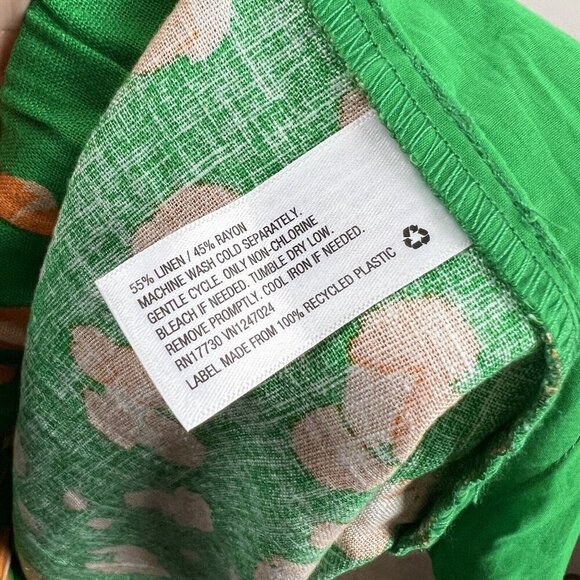 55% LINEN / 45% RAYON
MACHINE WASH COLD SEPARATELY.
GENTLE CYCLE. ONLY NON-CHLORINE
BLEACH IF NEEDED. TUMBLE DRY LOW.
REMOVE PROMPTLY. COOL IRON IF NEEDED.
RN17730 VN1247024
LABEL MADE FROM 100% RECYCLED PLASTIC